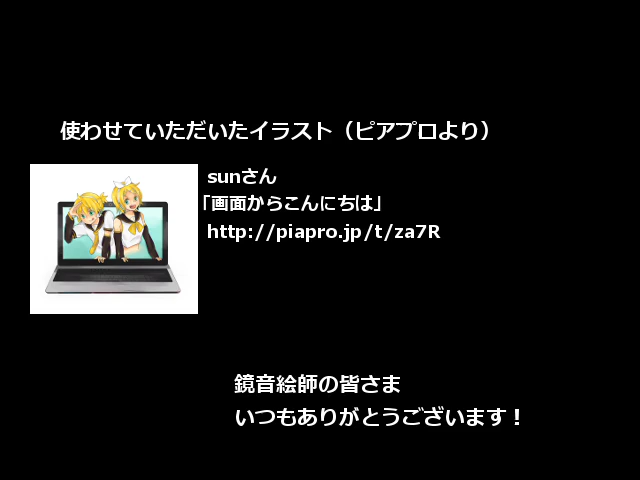 使わせていただいたイラスト（ピアプロより）
sunさん
「画面からこんにちは」
http://piapro.jp/t/za7R
鏡音絵師の皆さま
いつもありがとうございます！